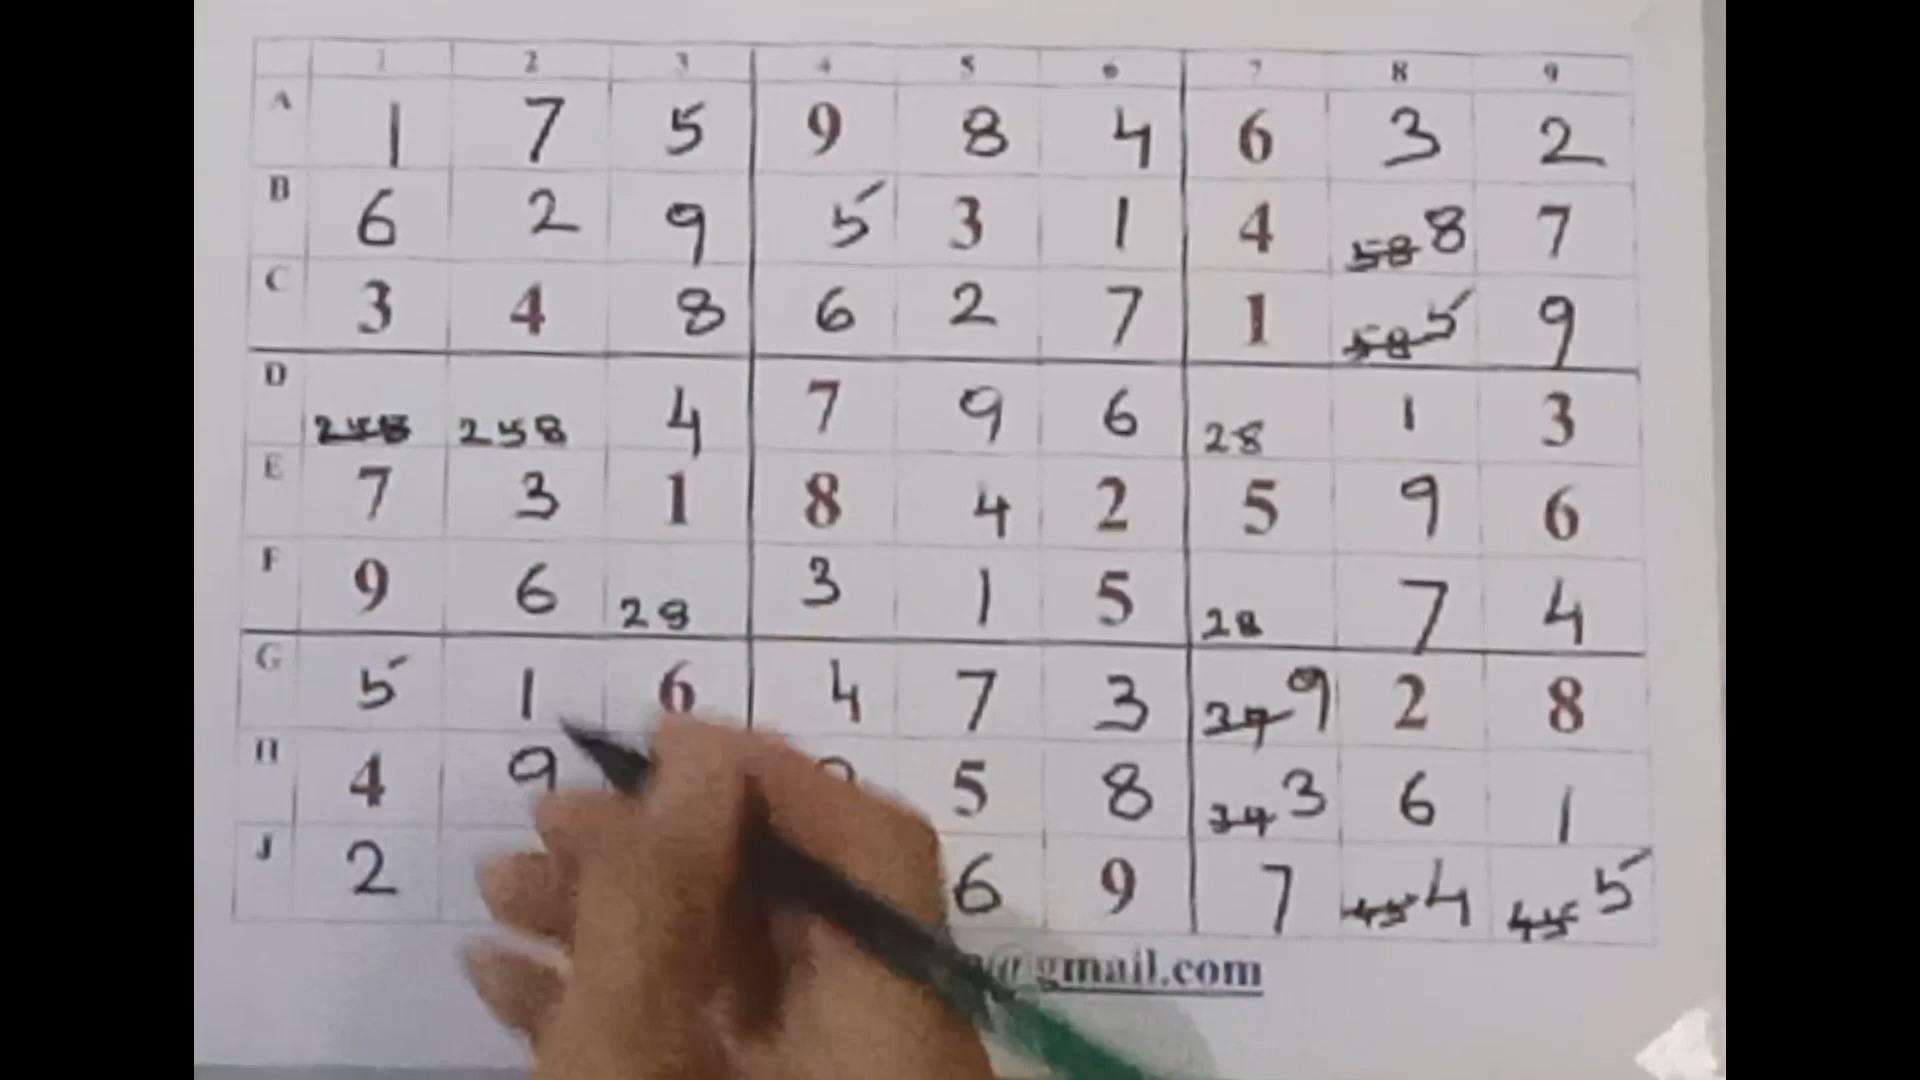 1 2 3 4 5 6 7 8 9
A 1 7 5 9 8 4 6 3 2
B 6 2 9 5 3 1 4 58 8 7
C 3 4 8 6 2 7 1 58 5 9
D 258 258 4 7 9 6 28 1 3
E 7 3 1 8 4 2 5 9 6
F 9 6 28 3 1 5 28 7 4
G 5 1 6 4 7 3 9 2 8
H 4 9 5 8 3 6 1
J 2 6 9 7 45 4 45 5
@gmail.com